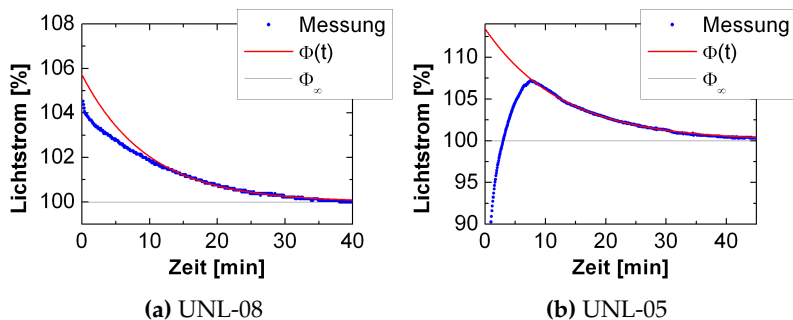 108
106
104
102
100
0
10
20
30
40
Lichtstrom [%]
Zeit [min]
Messung
Φ(t)
Φ∞
(a) UNL-08
110
105
100
95
90
0
10
20
30
40
Lichtstrom [%]
Zeit [min]
Messung
Φ(t)
Φ∞
(b) UNL-05